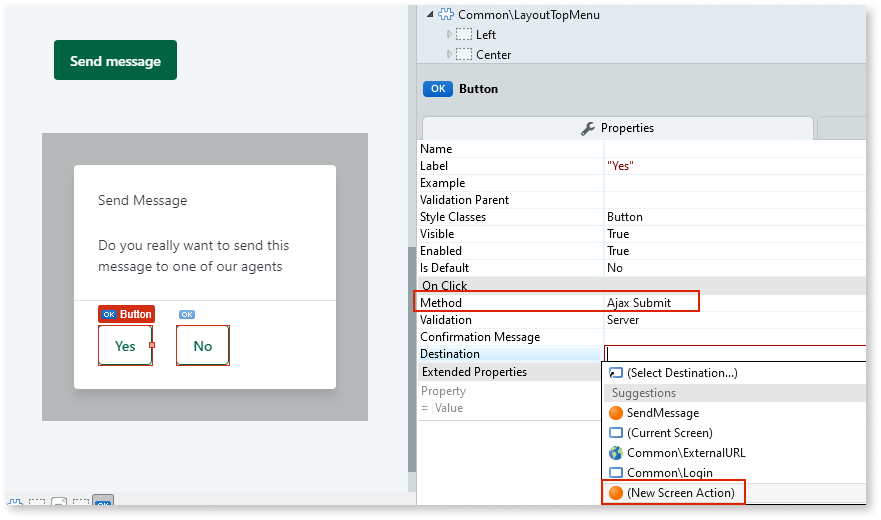 Send message
Send Message
Do you really want to send this
message to one of our agents
OK Button
OK
Yes
No
OK
Common\LayoutTopMenu
Left
Center
OK Button
Properties
Name
Label "Yes"
Example
Validation Parent
Style Classes Button
Visible True
Enabled True
Is Default No
On Click
Method Ajax Submit
Validation Server
Confirmation Message
Destination
Extended Properties
Property
= Value
(Select Destination...)
Suggestions
SendMessage
(Current Screen)
Common\ExternalURL
Common\Login
(New Screen Action)